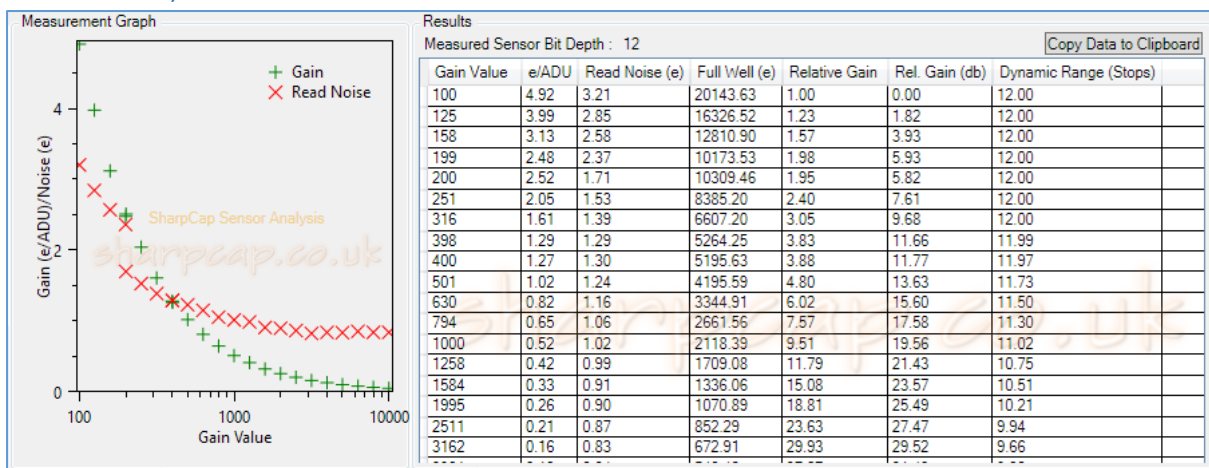 Measurement Graph
Gain
Read Noise
4
2
0
Gain (e/ADU)/Noise (e)
SharpCap Sensor Analysis
sharpcap.co.uk
100 1000 10000
Gain Value
Results
Measured Sensor Bit Depth : 12
Copy Data to Clipboard
Gain Value e/ADU Read Noise (e) Full Well (e) Relative Gain Rel. Gain (db) Dynamic Range (Stops)
100 4.92 3.21 20143.63 1.00 0.00 12.00
125 3.99 2.85 16326.52 1.23 1.82 12.00
158 3.13 2.58 12810.90 1.57 3.93 12.00
199 2.48 2.37 10173.53 1.98 5.93 12.00
200 2.52 1.71 10309.46 1.95 5.82 12.00
251 2.05 1.53 8385.20 2.40 7.61 12.00
316 1.61 1.39 6607.20 3.05 9.68 12.00
398 1.29 1.29 5264.25 3.83 11.66 11.99
400 1.27 1.30 5195.63 3.88 11.77 11.97
501 1.02 1.24 4195.59 4.80 13.63 11.73
630 0.82 1.16 3344.91 6.02 15.60 11.50
794 0.65 1.06 2661.56 7.57 17.58 11.30
1000 0.52 1.02 2118.39 9.51 19.56 11.02
1258 0.42 0.99 1709.08 11.79 21.43 10.75
1584 0.33 0.91 1336.06 15.08 23.57 10.51
1995 0.26 0.90 1070.89 18.81 25.49 10.21
2511 0.21 0.87 852.29 23.63 27.47 9.94
3162 0.16 0.83 672.91 29.93 29.52 9.66
sharpcap.co.uk